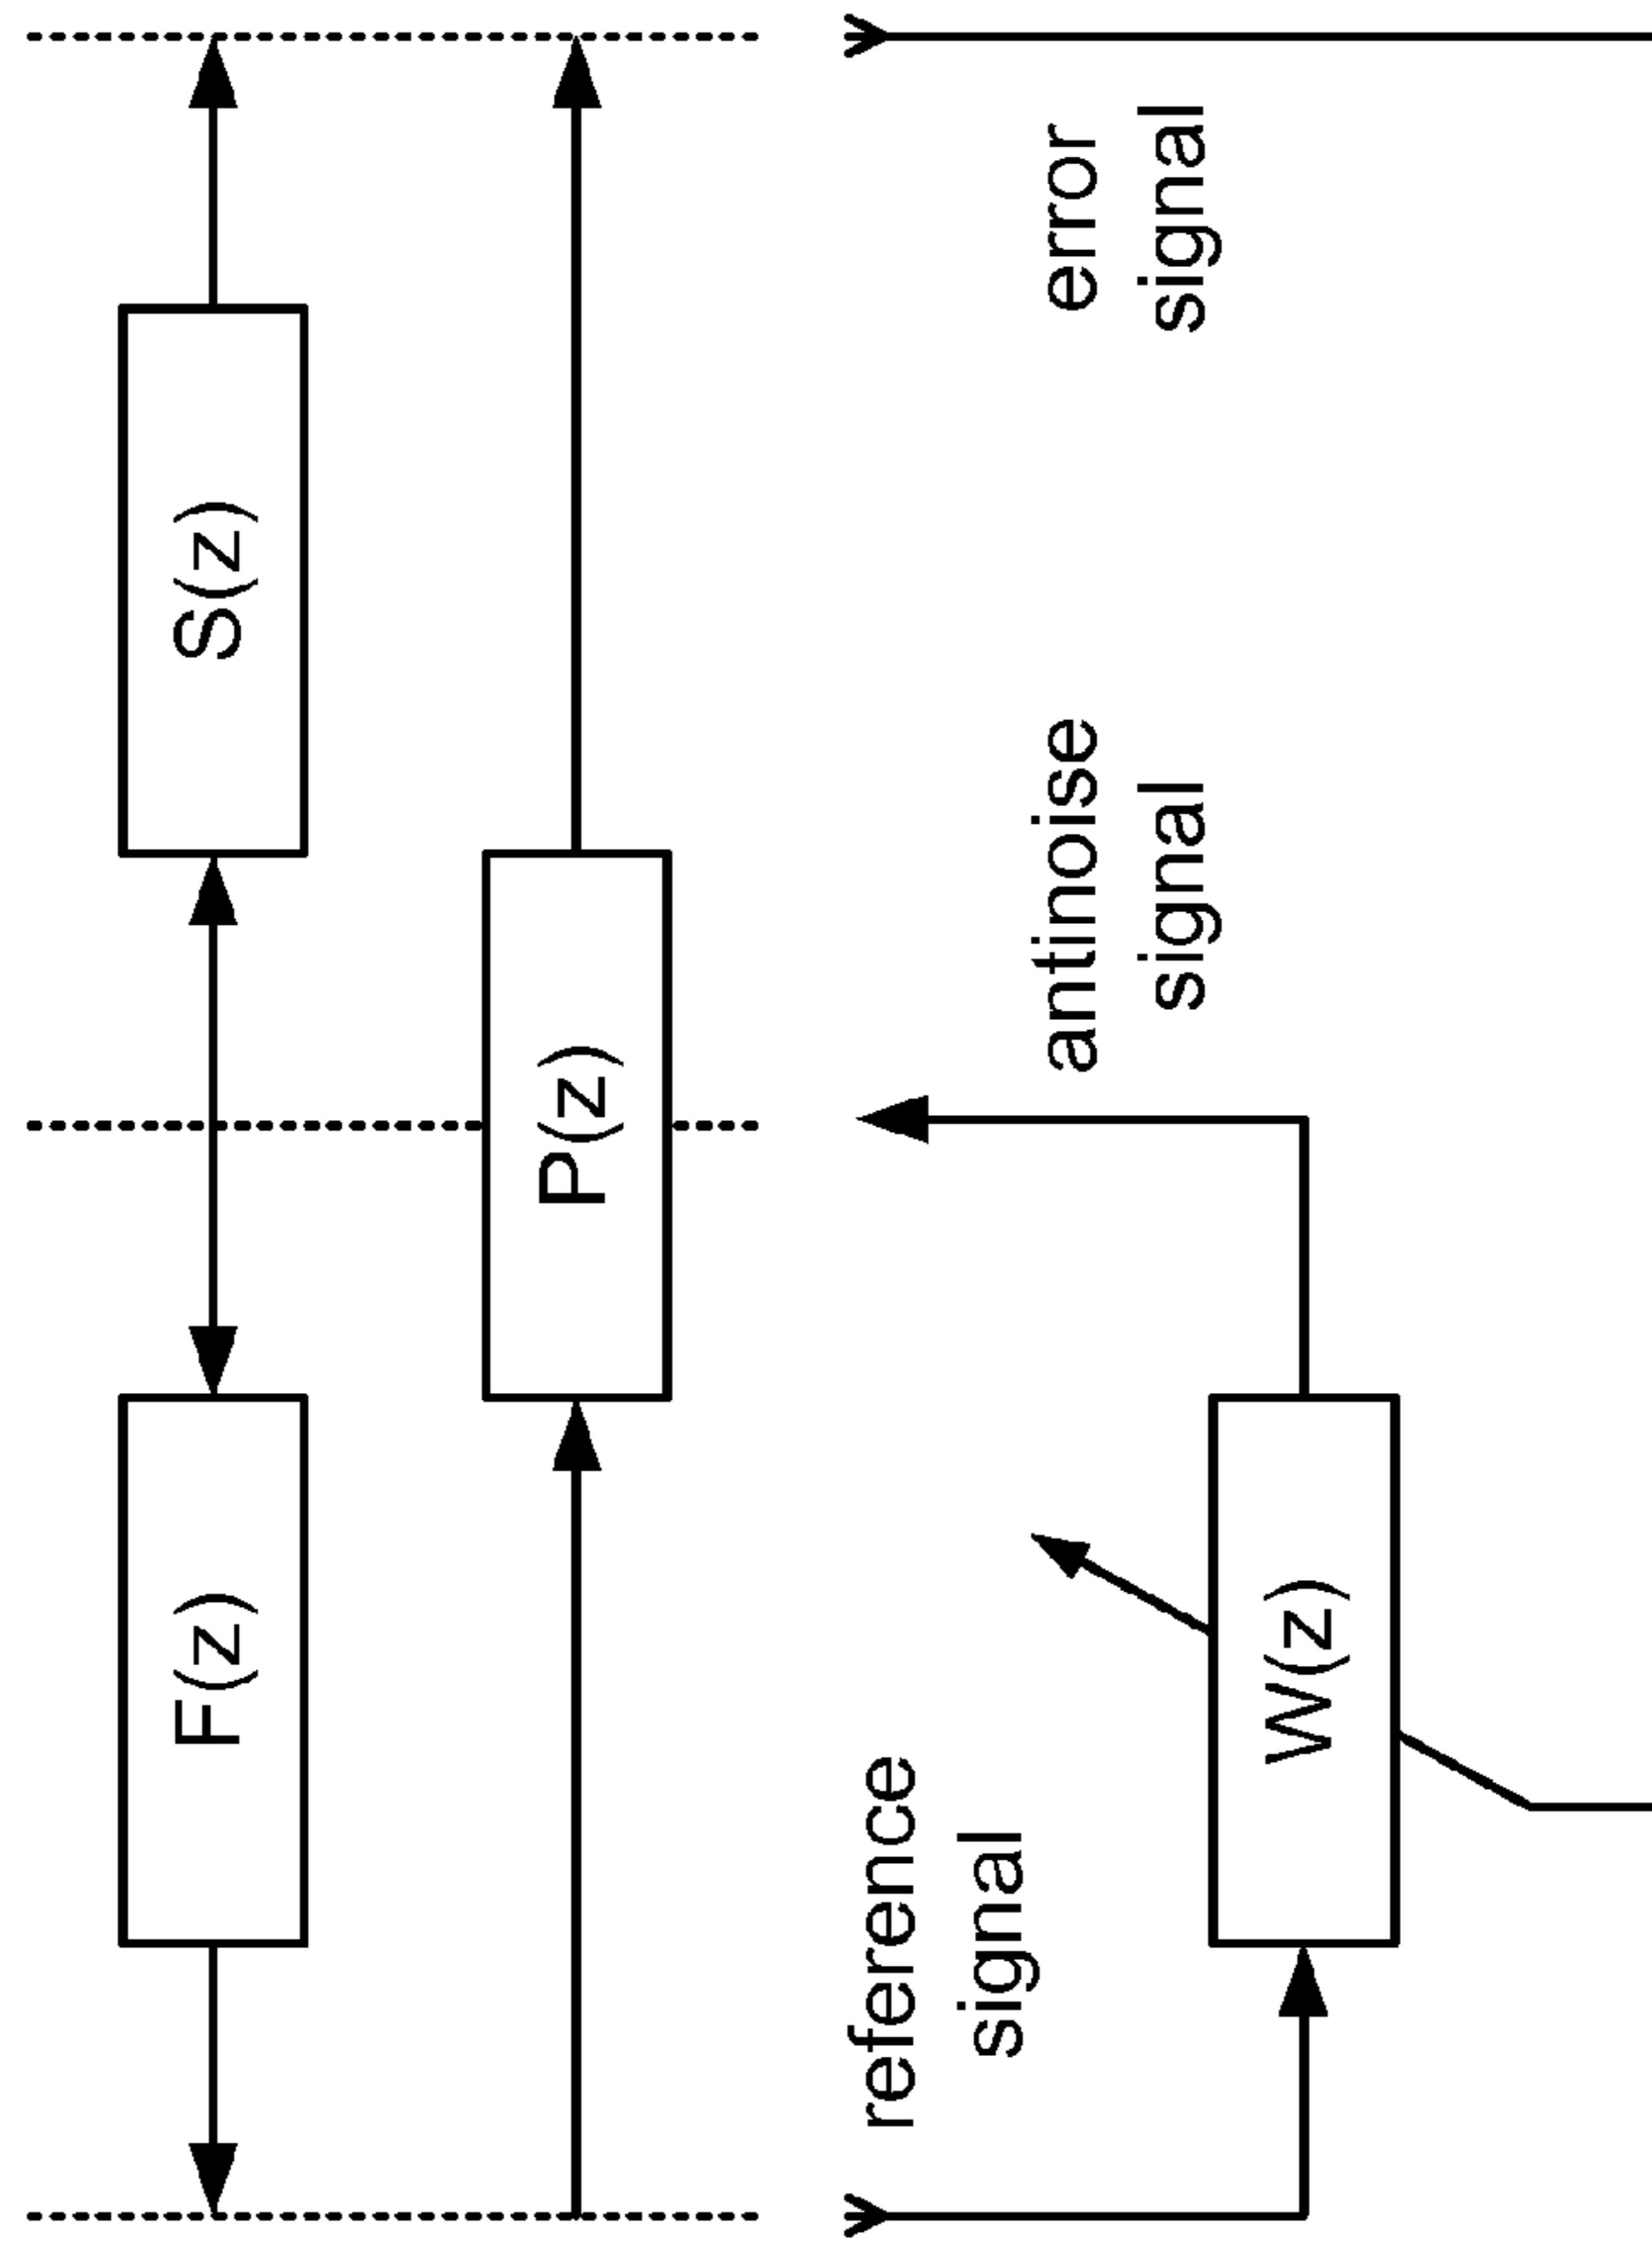 F(z)
S(z)
P(z)
reference
signal
antinoise
signal
error
signal
W(z)